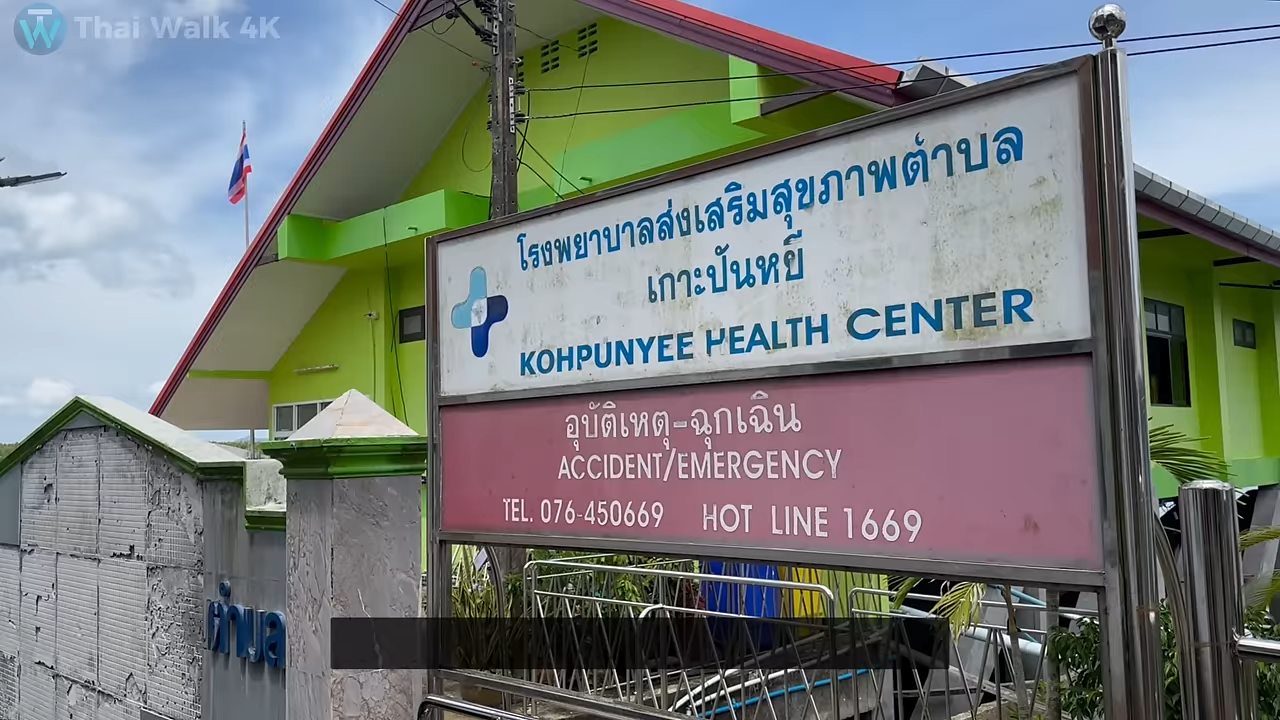 Thai Walk 4K
โรงพยาบาลส่งเสริมสุขภาพตำบล
เกาะปันหยี
KOHPUNYEE HEALTH CENTER
อุบัติเหตุ-ฉุกเฉิน
ACCIDENT/EMERGENCY
TEL. 076-450669 HOT LINE 1669